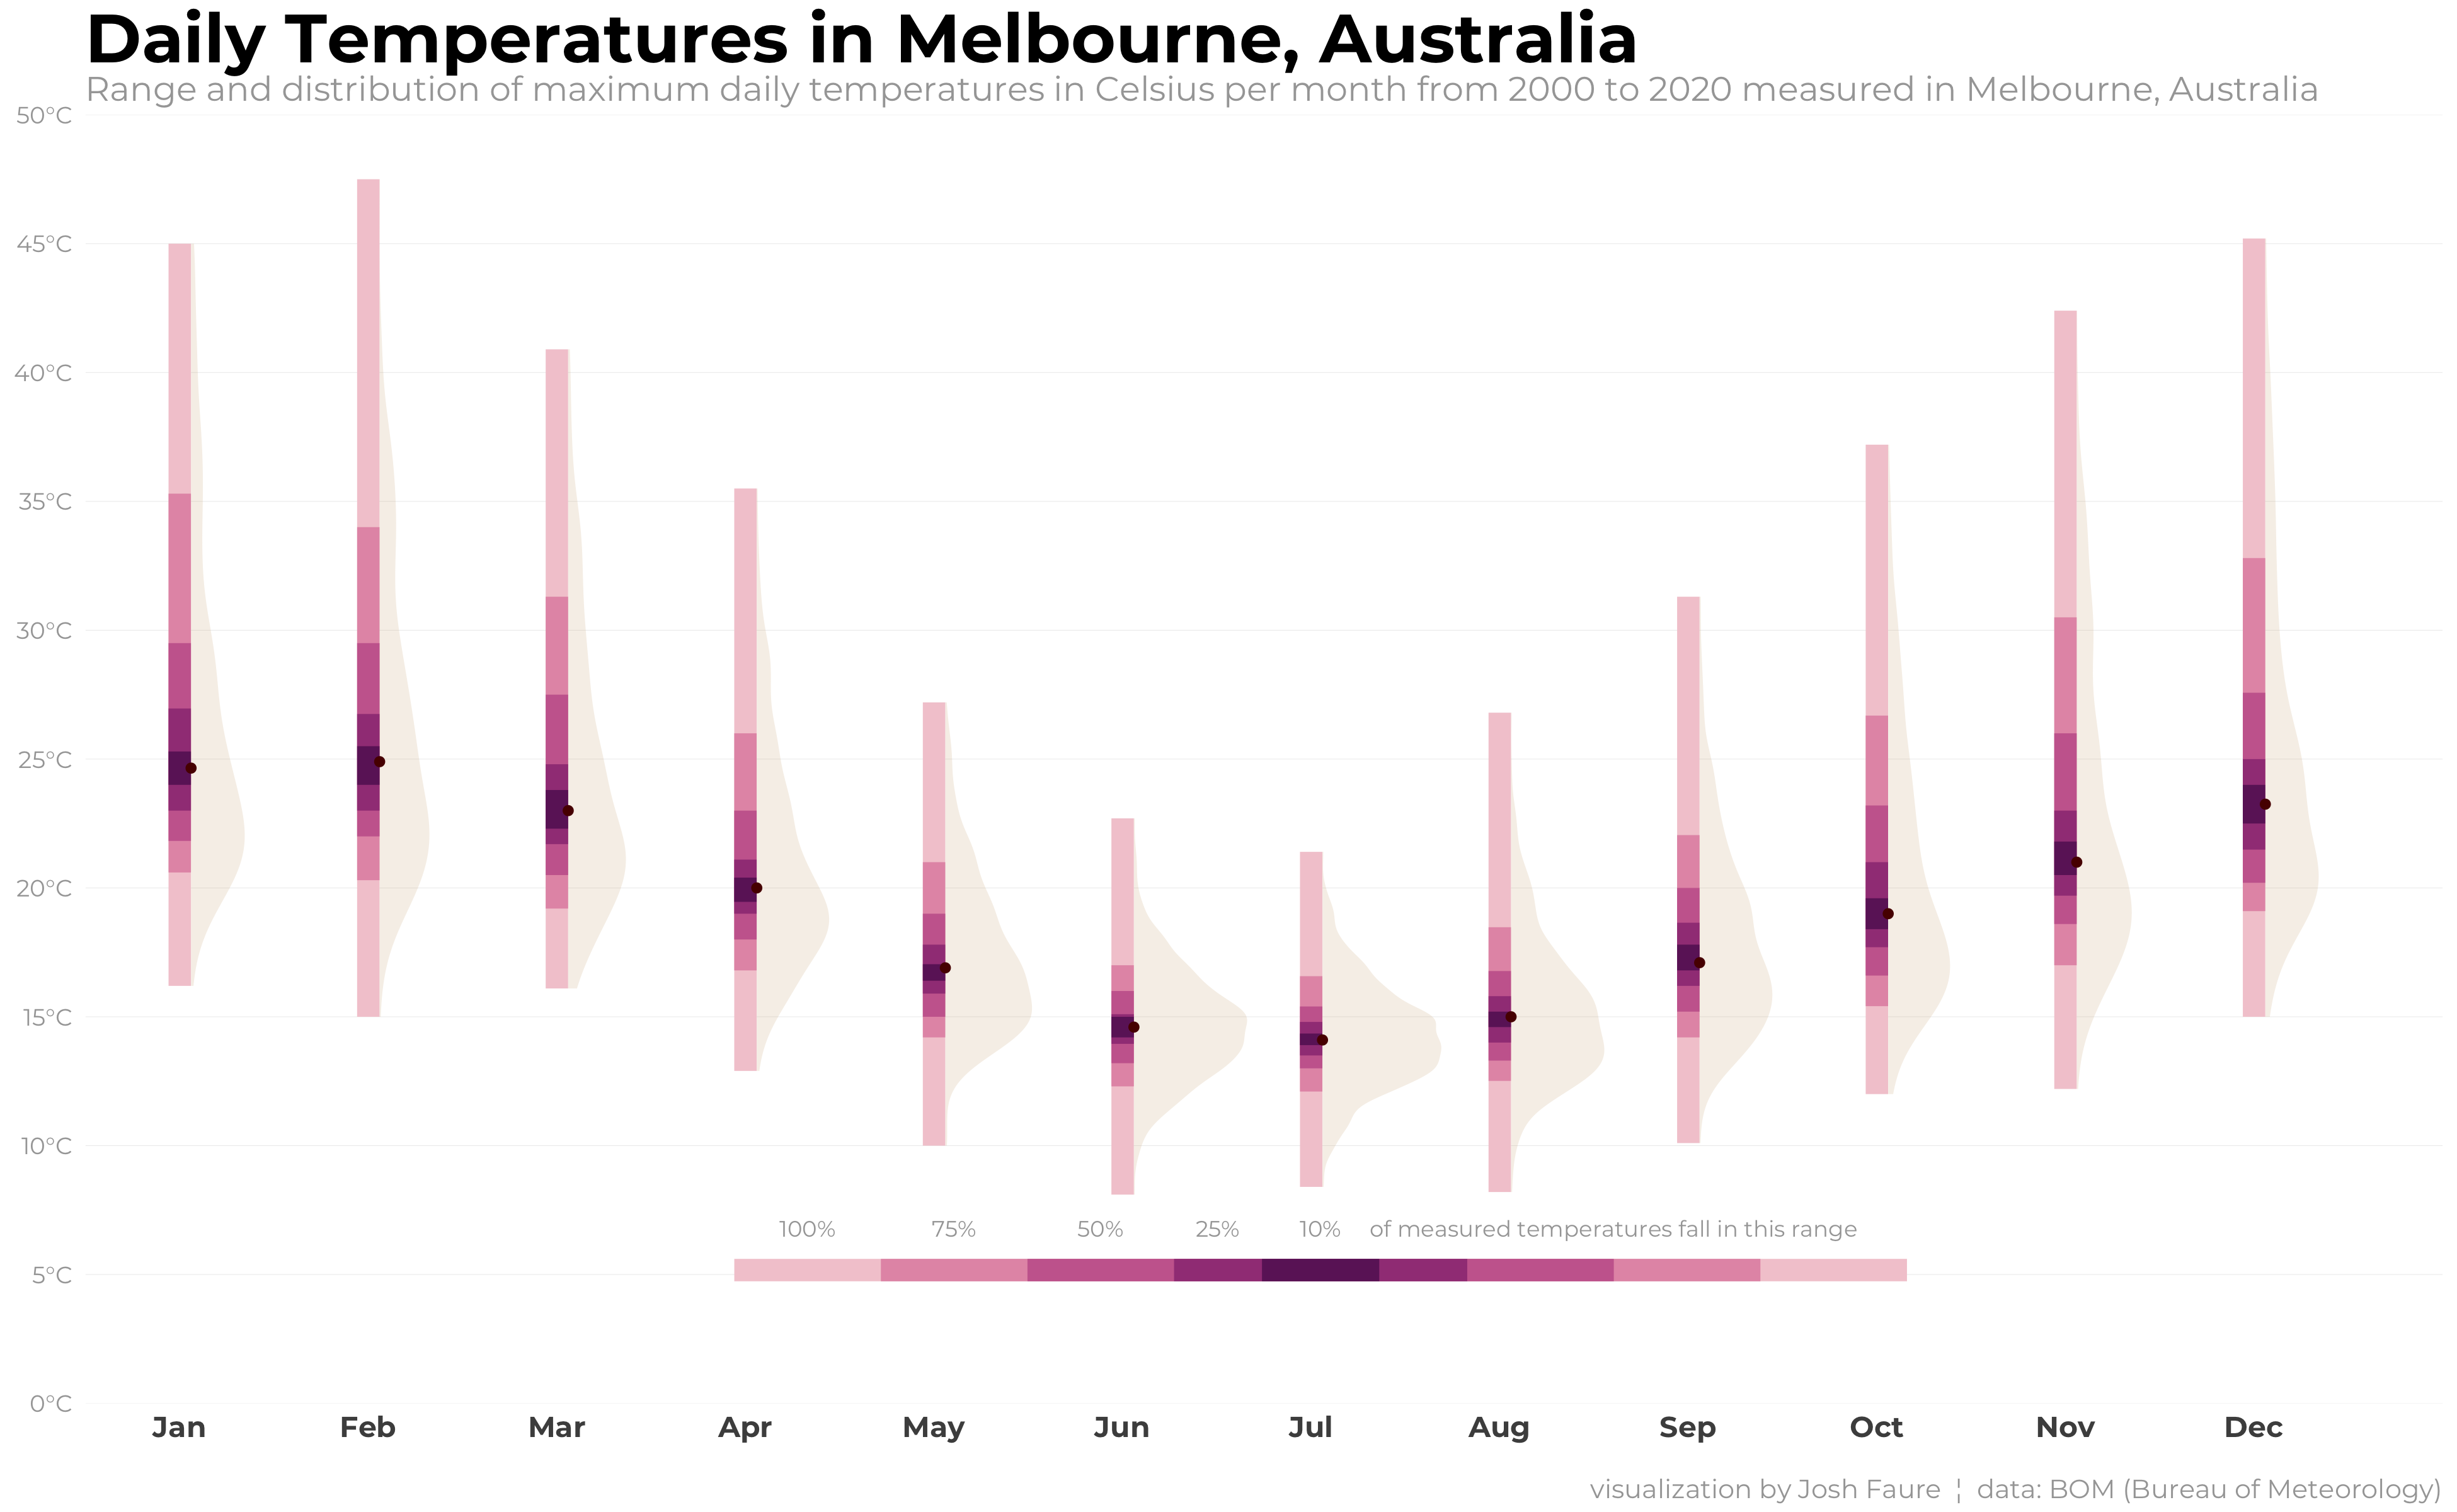 Daily Temperatures in Melbourne, Australia
Range and distribution of maximum daily temperatures in Celsius per month from 2000 to 2020 measured in Melbourne, Australia
50°C
45°C
40°C
35°C
30°C
25°C
20°C
15°C
10°C
100% 75% 50% 25% 10% of measured temperatures fall in this range
5°C
0°C
Jan Feb Mar Apr May Jun Jul Aug Sep Oct Nov Dec
visualization by Josh Faure ¦ data: BOM (Bureau of Meteorology)